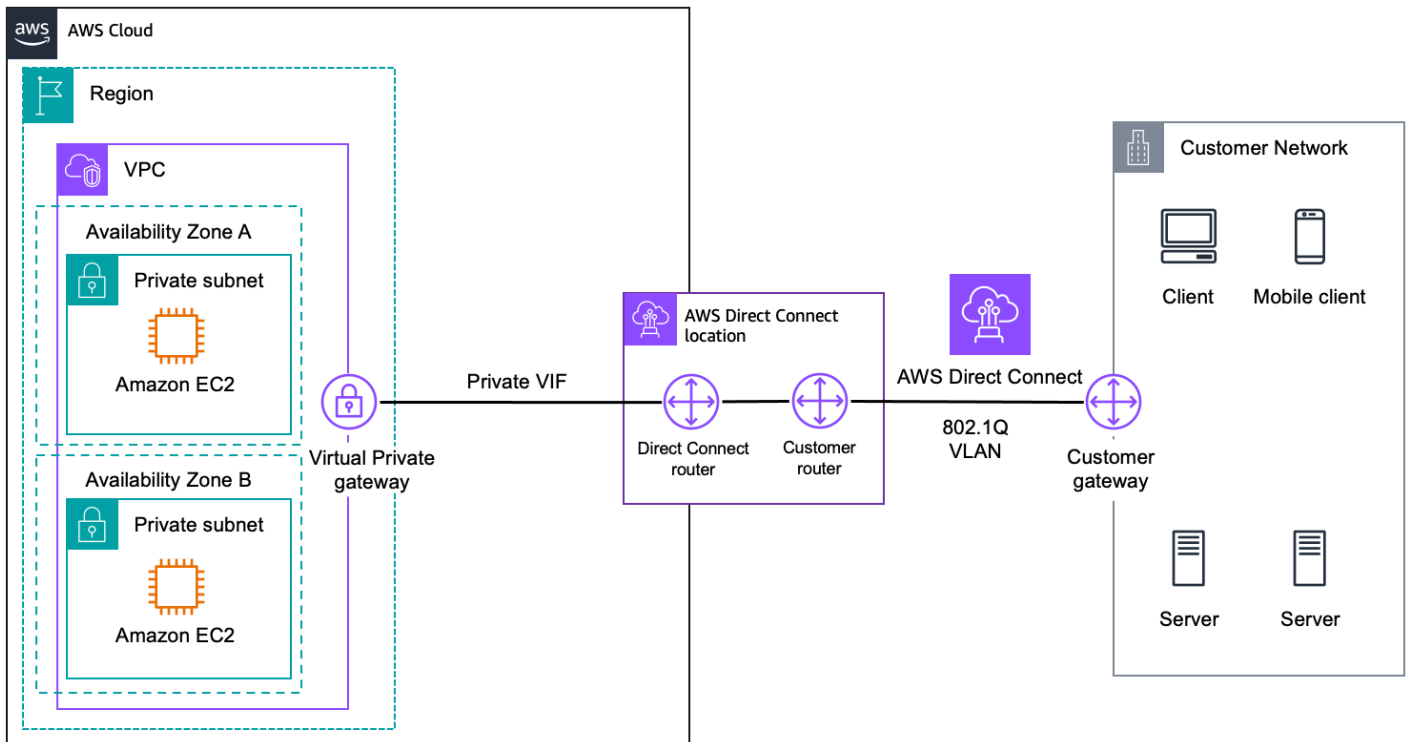 aws
AWS Cloud
Region
VPC
Availability Zone A
Private subnet
Amazon EC2
Virtual Private
gateway
Availability Zone B
Private subnet
Amazon EC2
Private VIF
AWS Direct Connect
location
Direct Connect
router
Customer
router
AWS Direct Connect
802.1Q
VLAN
Customer
gateway
Customer Network
Client
Mobile client
Server
Server